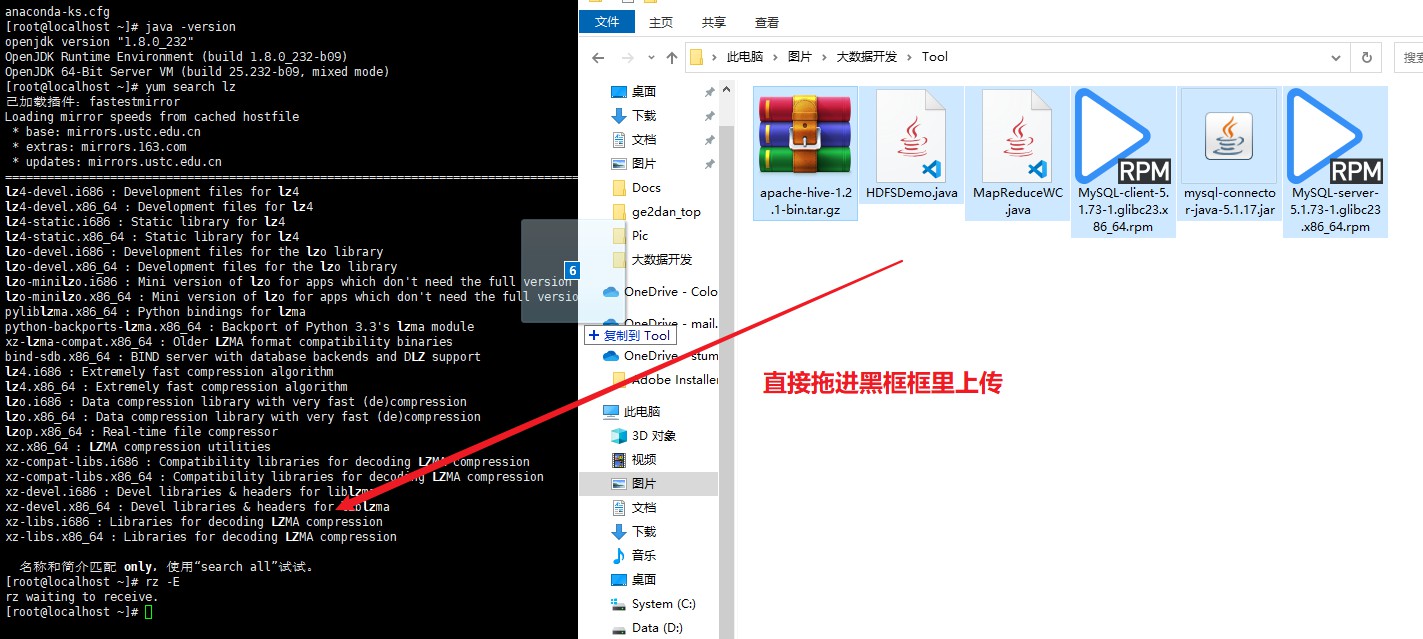 anaconda-ks.cfg
[root@localhost ~]# java -version
openjdk version "1.8.0_232"
OpenJDK Runtime Environment (build 1.8.0_232-b09)
OpenJDK 64-Bit Server VM (build 25.232-b09, mixed mode)
[root@localhost ~]# yum search lz
已加载插件：fastestmirror
Loading mirror speeds from cached hostfile
 * base: mirrors.ustc.edu.cn
 * extras: mirrors.163.com
 * updates: mirrors.ustc.edu.cn
================================================================================
lz4-devel.i686 : Development files for lz4
lz4-devel.x86_64 : Development files for lz4
lz4-static.i686 : Static library for lz4
lz4-static.x86_64 : Static library for lz4
lzo-devel.i686 : Development files for the lzo library
lzo-devel.x86_64 : Development files for the lzo library
lzo-minilzo.i686 : Mini version of lzo for apps which don't need the full version
lzo-minilzo.x86_64 : Mini version of lzo for apps which don't need the full versio
pyliblzma.x86_64 : Python bindings for lzma
python-backports-lzma.x86_64 : Backport of Python 3.3's lzma module
xz-lzma-compat.x86_64 : Older LZMA format compatibility binaries
bind-sdb.x86_64 : BIND server with database backends and DLZ support
lz4.i686 : Extremely fast compression algorithm
lz4.x86_64 : Extremely fast compression algorithm
lzo.i686 : Data compression library with very fast (de)compression
lzo.x86_64 : Data compression library with very fast (de)compression
lzop.x86_64 : Real-time file compressor
xz.x86_64 : LZMA compression utilities
xz-compat-libs.i686 : Compatibility libraries for decoding LZMA compression
xz-compat-libs.x86_64 : Compatibility libraries for decoding LZMA compression
xz-devel.i686 : Devel libraries & headers for liblzma
xz-devel.x86_64 : Devel libraries & headers for liblzma
xz-libs.i686 : Libraries for decoding LZMA compression
xz-libs.x86_64 : Libraries for decoding LZMA compression
  名称和简介匹配 only，使用“search all”试试。
[root@localhost ~]# rz -E
rz waiting to receive.
[root@localhost ~]#
文件 主页 共享 查看
此电脑 › 图片 › 大数据开发 › Tool
搜索
桌面
下载
文档
图片
Docs
ge2dan_top
Pic
大数据开发
OneDrive - Colo
OneDrive - mail.
OneDrive - stum
Adobe Installer
此电脑
3D 对象
视频
图片
文档
下载
音乐
桌面
System (C:)
Data (D:)
6
+ 复制到 Tool
RPM
RPM
apache-hive-1.2
.1-bin.tar.gz
HDFSDemo.java
MapReduceWC
.java
MySQL-client-5.
1.73-1.glibc23.x
86_64.rpm
mysql-connecto
r-java-5.1.17.jar
MySQL-server-
5.1.73-1.glibc23
.x86_64.rpm
直接拖进黑框框里上传